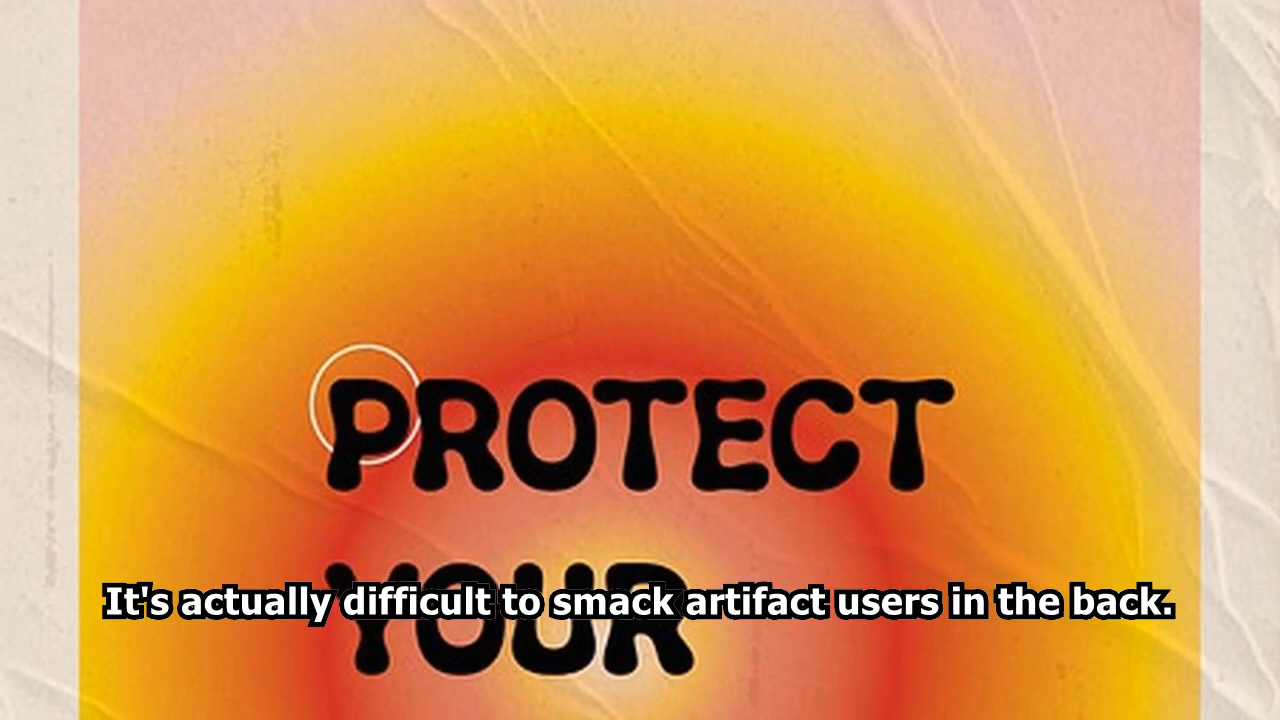 PROTECT
YOUR
It's actually difficult to smack artifact users in the back.